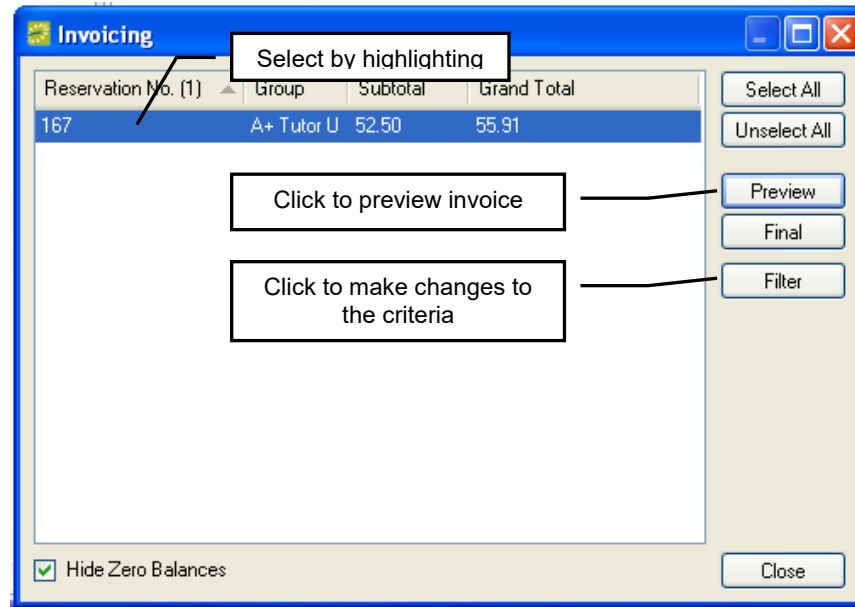 Invoicing
Select by highlighting
Reservation No. (1) Group Subtotal Grand Total
Select All
167 A+ Tutor U 52.50 55.91
Unselect All
Click to preview invoice
Preview
Final
Click to make changes to
the criteria
Filter
Hide Zero Balances
Close